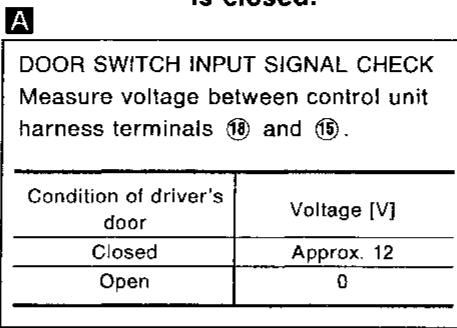 is closed.
A
DOOR SWITCH INPUT SIGNAL CHECK
Measure voltage between control unit
harness terminals ⑱ and ⑮.
Condition of driver's door Voltage [V]
Closed Approx. 12
Open 0